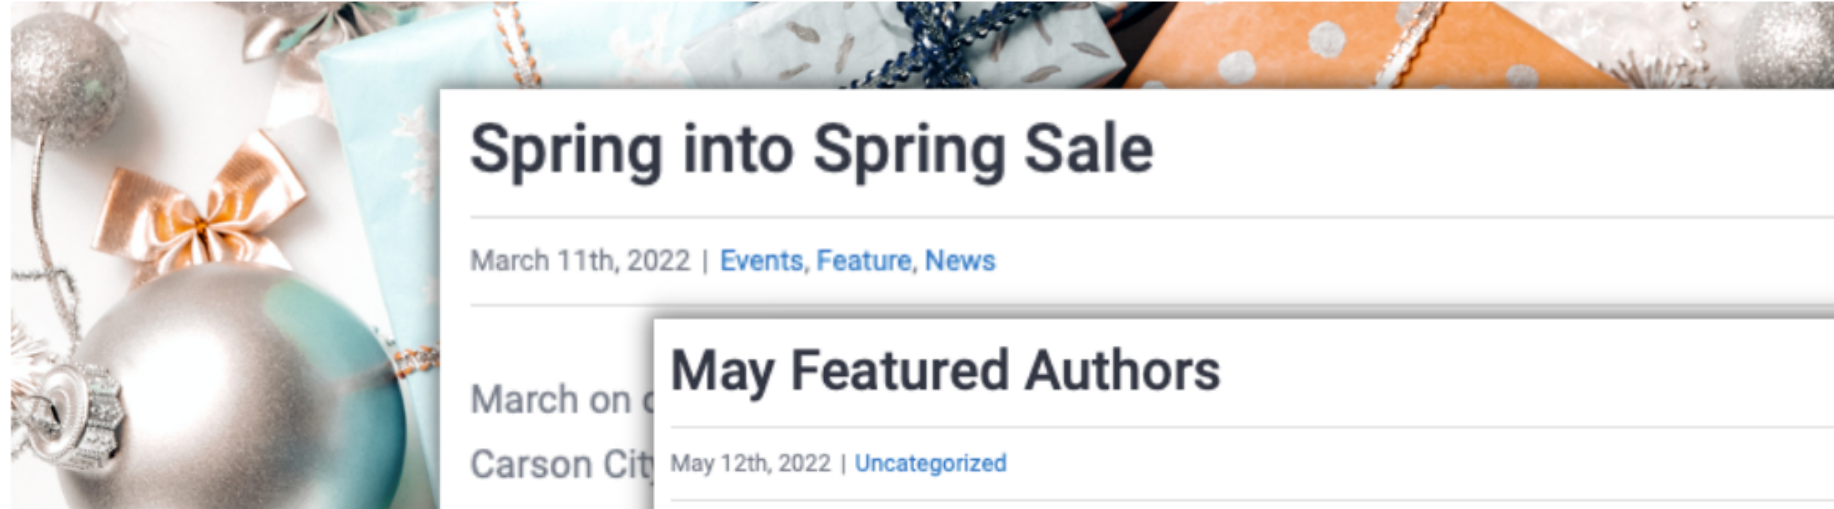 Spring into Spring Sale
March 11th, 2022 | Events, Feature, News
March on
Carson City
May Featured Authors
May 12th, 2022 | Uncategorized